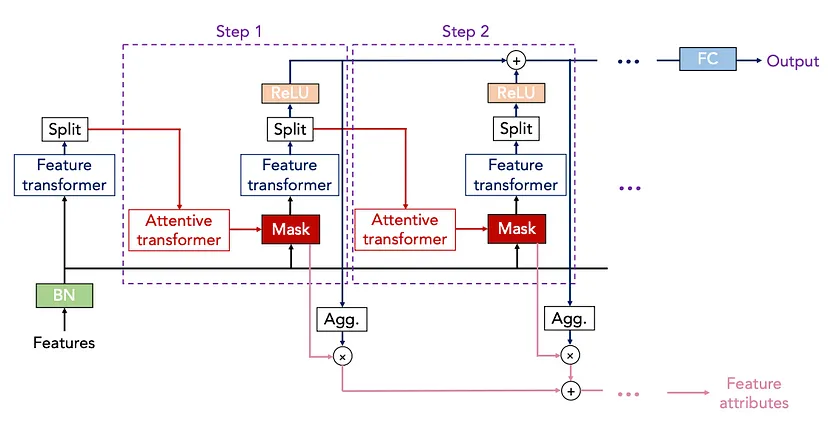 Step 1
Step 2
+
...
FC
Output
ReLU
ReLU
Split
Split
Split
Feature
transformer
Feature
transformer
Feature
transformer
...
Attentive
transformer
Mask
Attentive
transformer
Mask
BN
Agg.
Agg.
Features
×
×
+
...
Feature
attributes